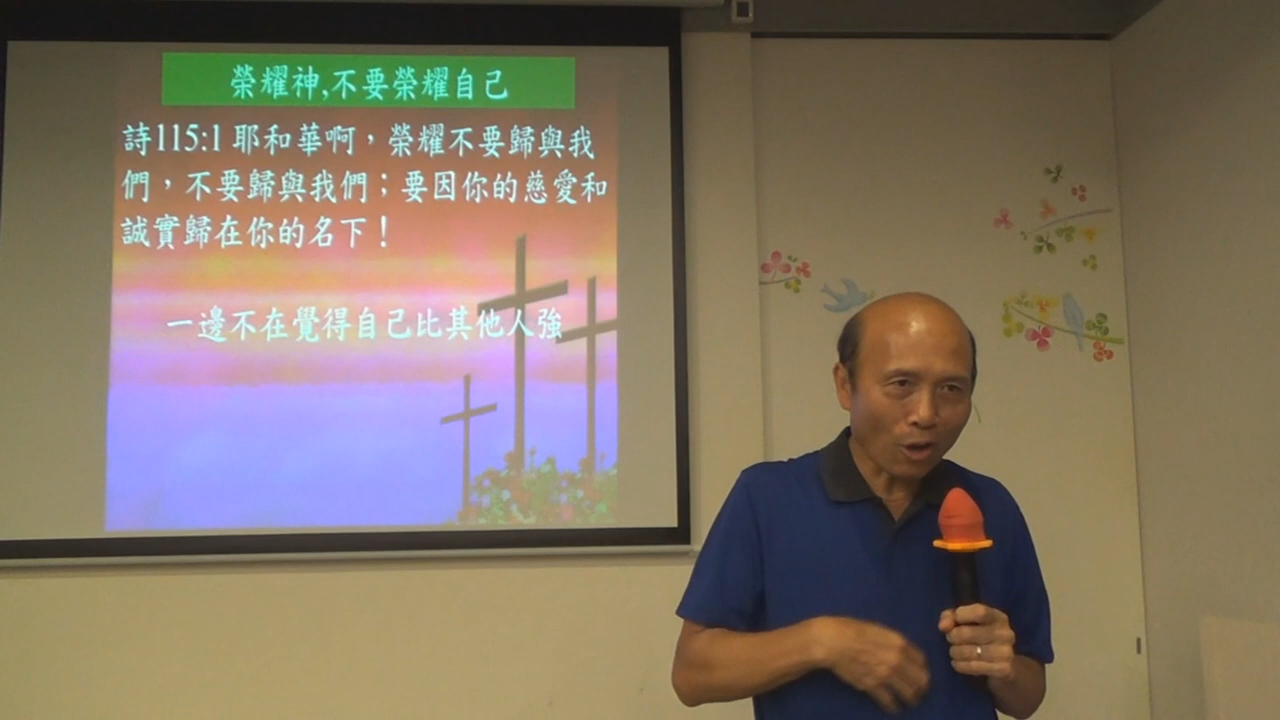 榮耀神,不要榮耀自己
詩115:1 耶和華啊，榮耀不要歸與我
們，不要歸與我們；要因你的慈愛和
誠實歸在你的名下！
一邊不在覺得自己比其他人強